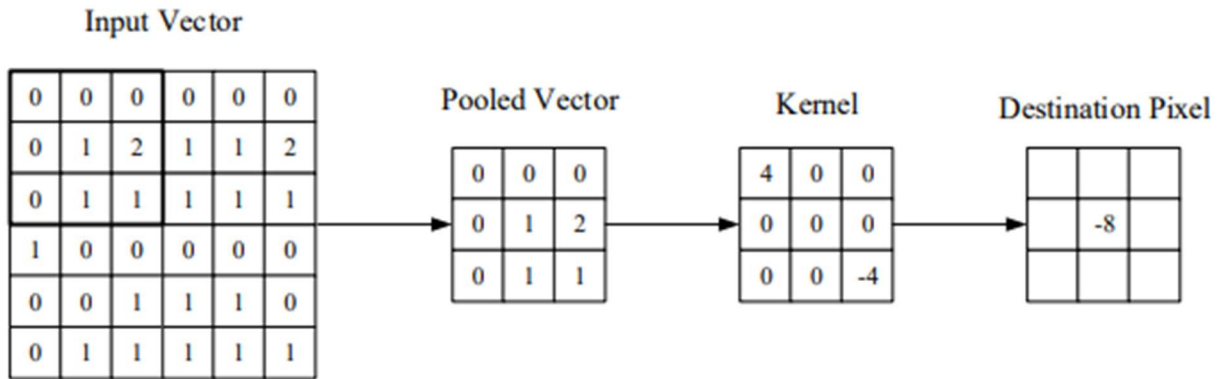 Input Vector
Pooled Vector
Kernel
Destination Pixel
0 0 0 0 0 0
0 1 2 1 1 2
0 1 1 1 1 1
1 0 0 0 0 0
0 0 1 1 1 0
0 1 1 1 1 1
0 0 0
0 1 2
0 1 1
4 0 0
0 0 0
0 0 -4
-8